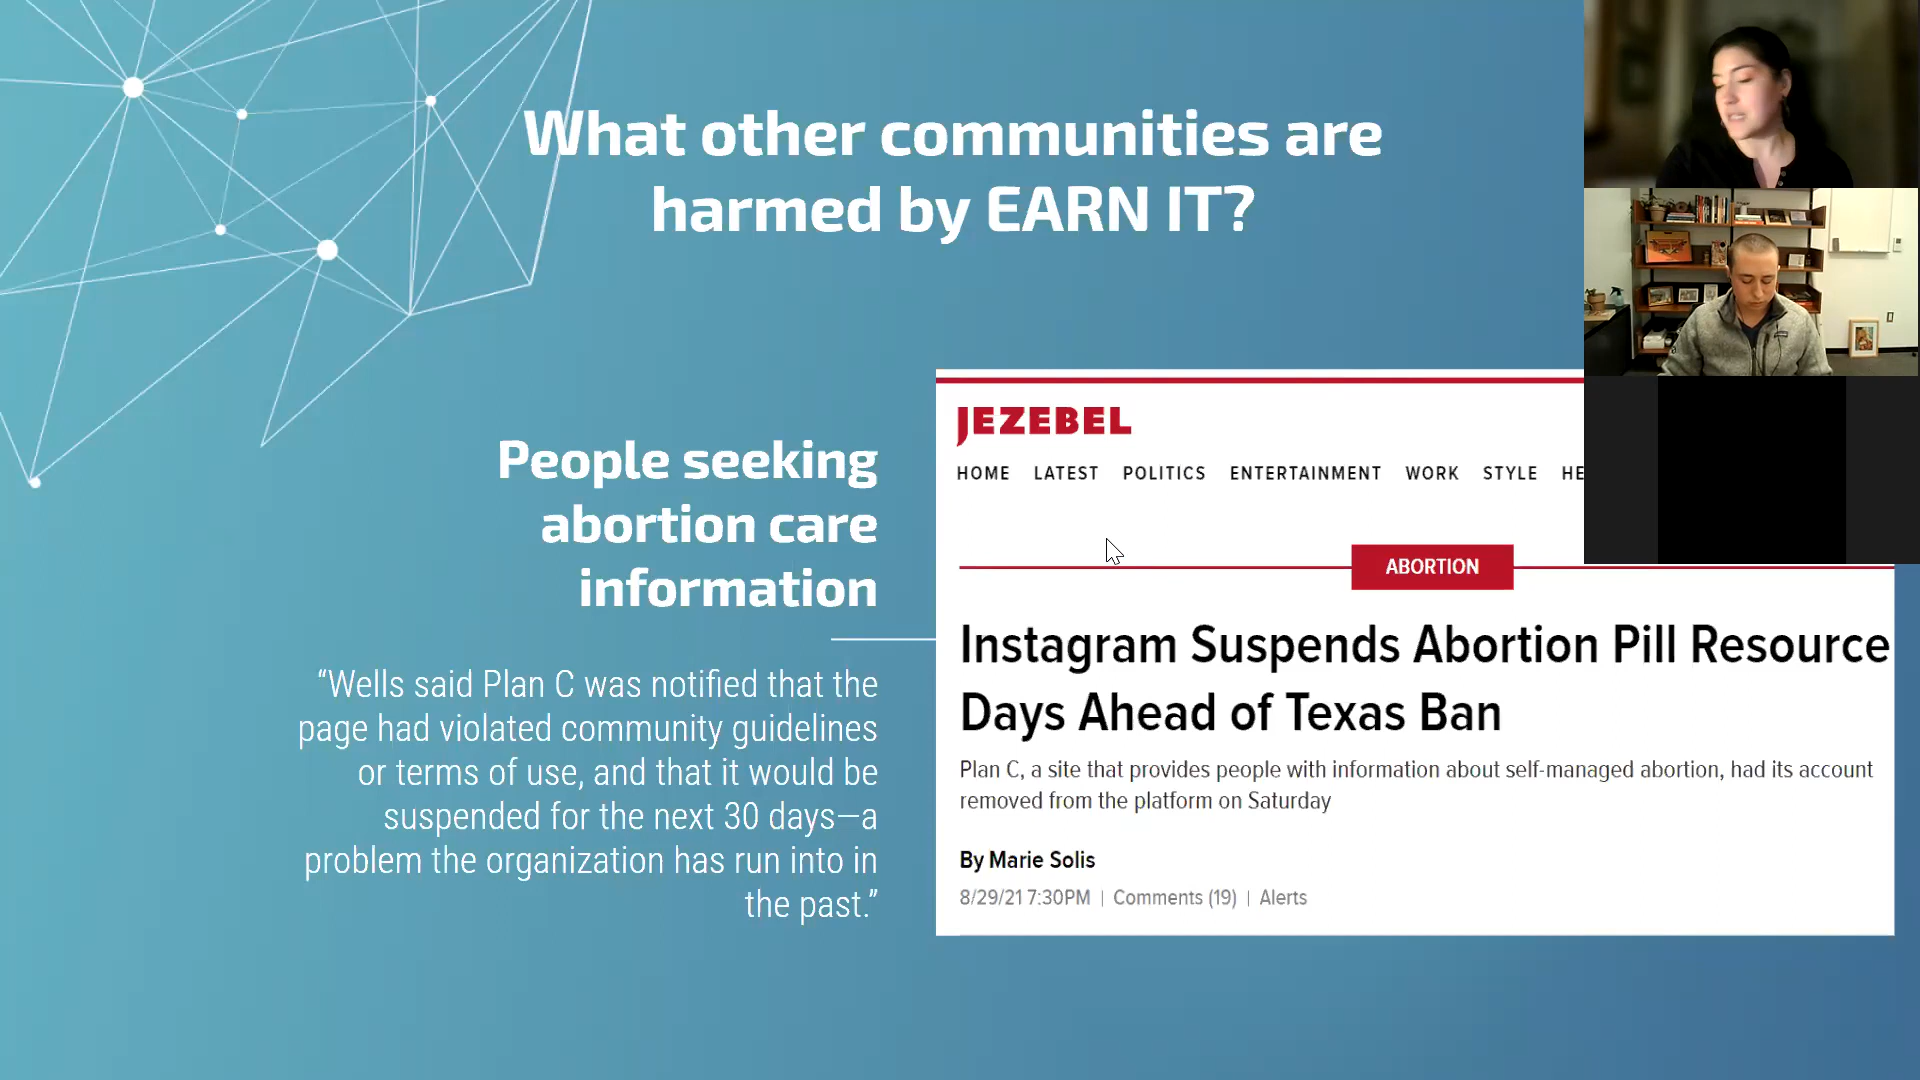 What other communities are
harmed by EARN IT?
People seeking
abortion care
information
“Wells said Plan C was notified that the
page had violated community guidelines
or terms of use, and that it would be
suspended for the next 30 days—a
problem the organization has run into in
the past.”
JEZEBEL
HOME LATEST POLITICS ENTERTAINMENT WORK STYLE HE
ABORTION
Instagram Suspends Abortion Pill Resource
Days Ahead of Texas Ban
Plan C, a site that provides people with information about self-managed abortion, had its account
removed from the platform on Saturday
By Marie Solis
8/29/21 7:30PM | Comments (19) | Alerts